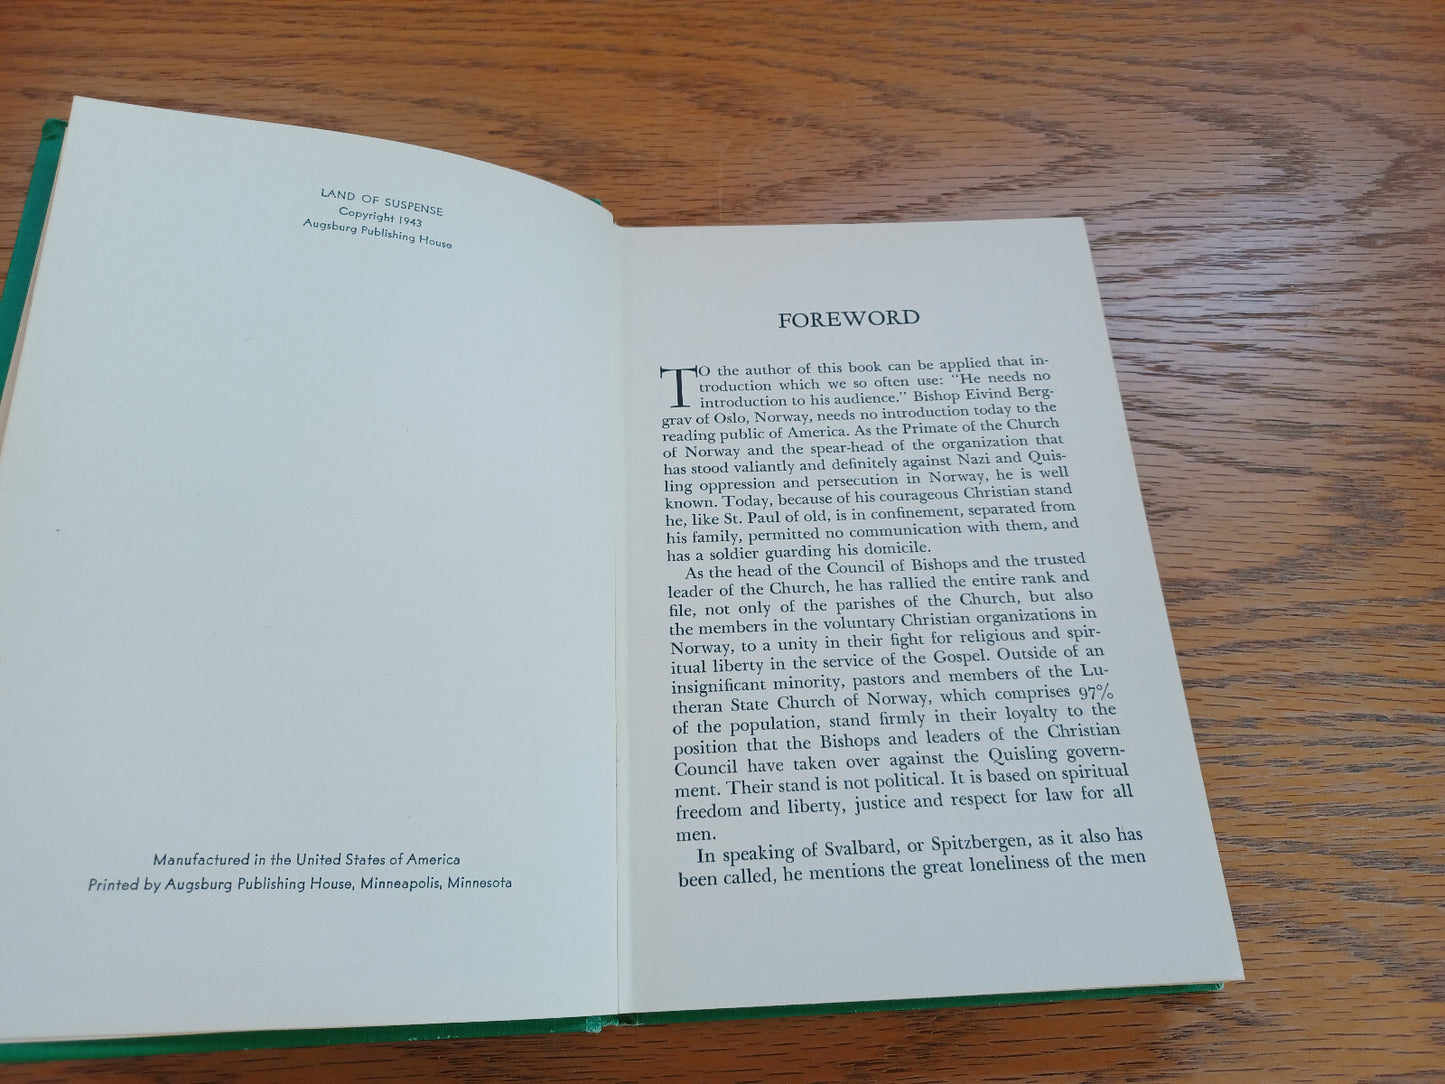 LAND OF SUSPENSE
Copyright 1943
Augsburg Publishing House
Manufactured in the United States of America
Printed by Augsburg Publishing House, Minneapolis, Minnesota
FOREWORD
TO the author of this book can be applied that in-
troduction which we so often use: "He needs no
introduction to his audience." Bishop Eivind Berg-
grav of Oslo, Norway, needs no introduction today to the
reading public of America. As the Primate of the Church
of Norway and the spear-head of the organization that
has stood valiantly and definitely against Nazi and Quis-
ling oppression and persecution in Norway, he is well
known. Today, because of his courageous Christian stand
he, like St. Paul of old, is in confinement, separated from
his family, permitted no communication with them, and
has a soldier guarding his domicile.
As the head of the Council of Bishops and the trusted
leader of the Church, he has rallied the entire rank and
file, not only of the parishes of the Church, but also
the members in the voluntary Christian organizations in
Norway, to a unity in their fight for religious and spir-
itual liberty in the service of the Gospel. Outside of an
insignificant minority, pastors and members of the Lu-
theran State Church of Norway, which comprises 97%
of the population, stand firmly in their loyalty to the
position that the Bishops and leaders of the Christian
Council have taken over against the Quisling govern-
ment. Their stand is not political. It is based on spiritual
freedom and liberty, justice and respect for law for all
men.
In speaking of Svalbard, or Spitzbergen, as it also has
been called, he mentions the great loneliness of the men